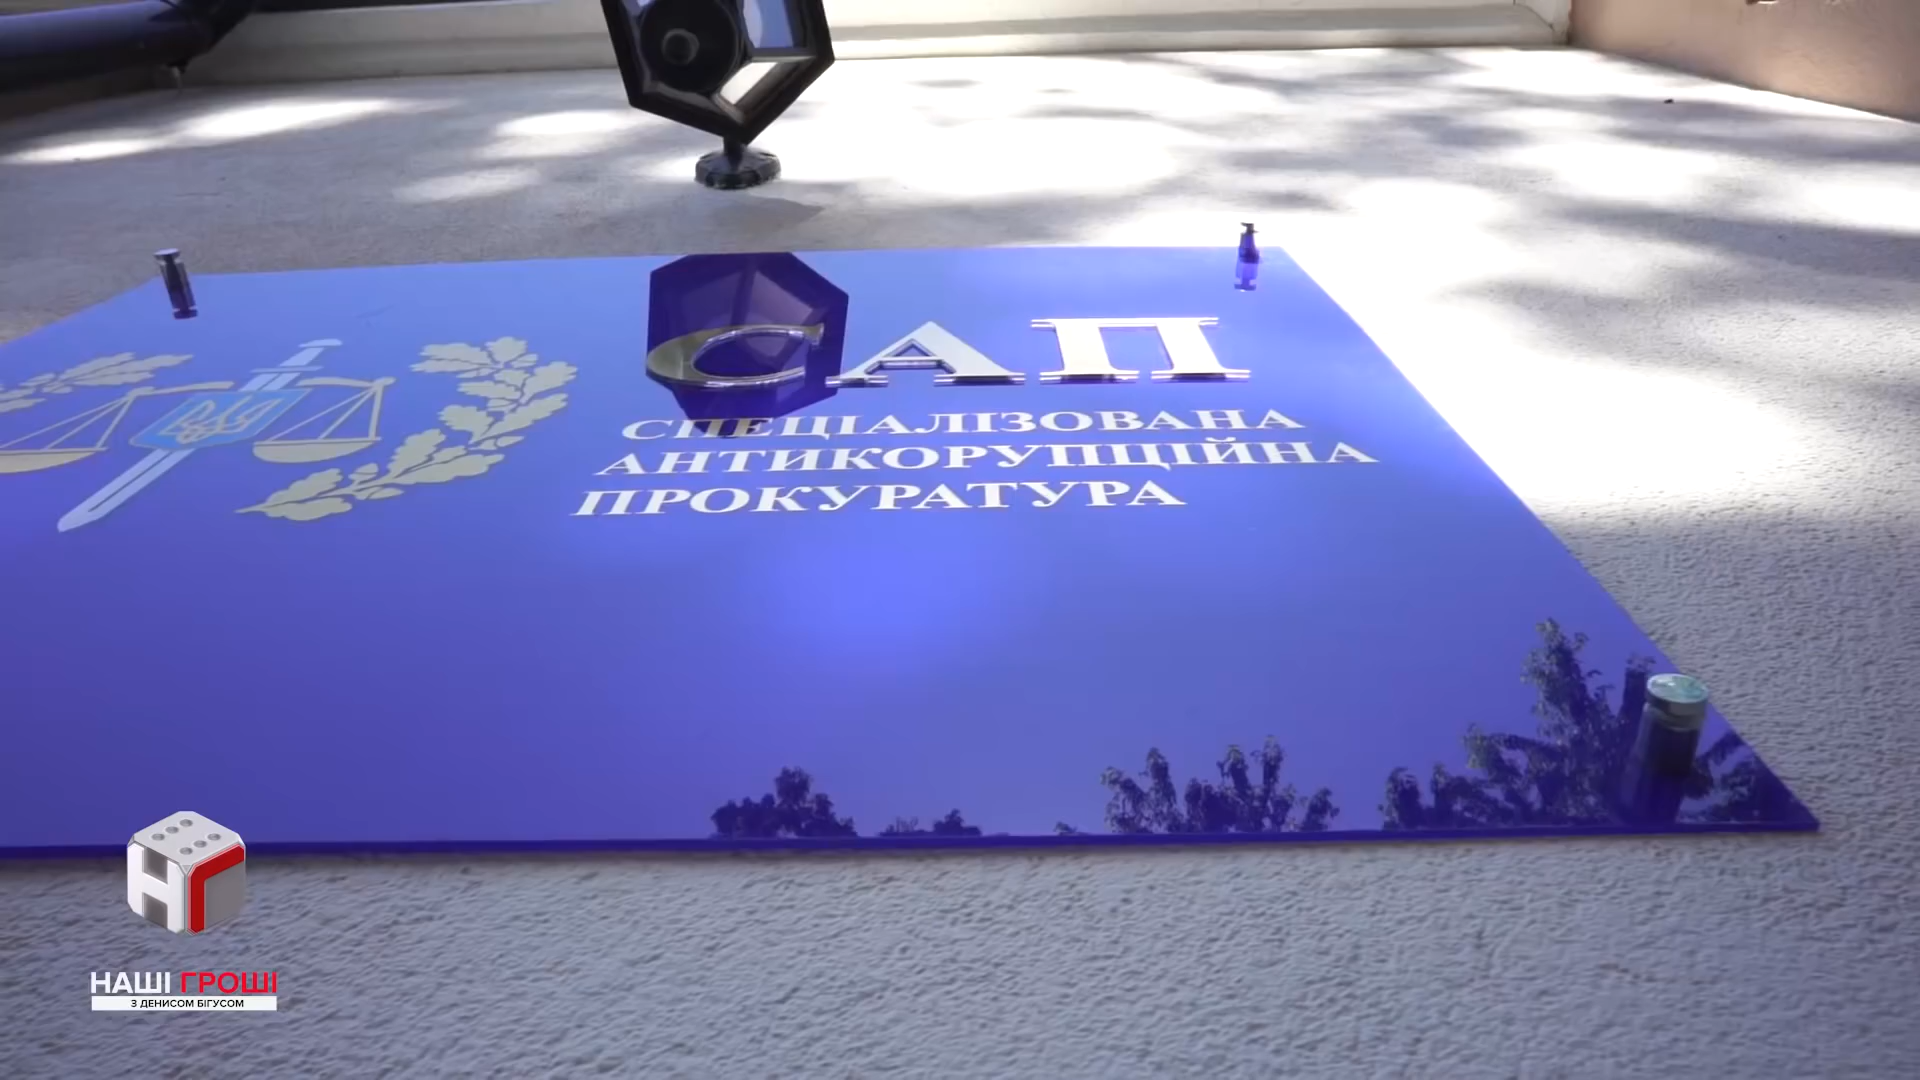 САП
СПЕЦІАЛІЗОВАНА
АНТИКОРУПЦІЙНА
ПРОКУРАТУРА
НГ
НАШІ ГРОШІ
З ДЕНИСОМ БІГУСОМ